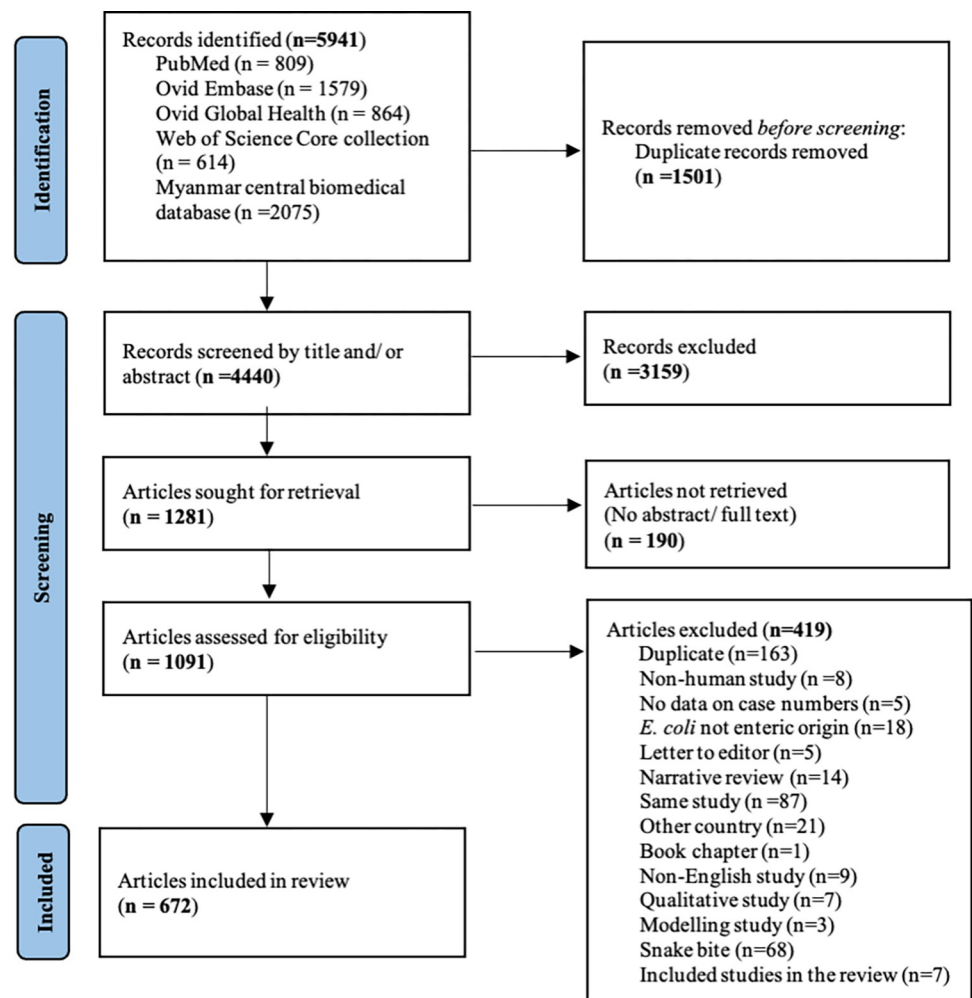 Identification
Records identified (n=5941)
PubMed (n = 809)
Ovid Embase (n = 1579)
Ovid Global Health (n = 864)
Web of Science Core collection
(n = 614)
Myanmar central biomedical
database (n =2075)
Records removed before screening:
Duplicate records removed
(n =1501)
Screening
Records screened by title and/ or
abstract (n =4440)
Records excluded
(n =3159)
Articles sought for retrieval
(n = 1281)
Articles not retrieved
(No abstract/ full text)
(n = 190)
Articles assessed for eligibility
(n = 1091)
Articles excluded (n=419)
Duplicate (n=163)
Non-human study (n =8)
No data on case numbers (n=5)
E. coli not enteric origin (n=18)
Letter to editor (n=5)
Narrative review (n=14)
Same study (n =87)
Other country (n=21)
Book chapter (n=1)
Non-English study (n=9)
Qualitative study (n=7)
Modelling study (n=3)
Snake bite (n=68)
Included studies in the review (n=7)
Included
Articles included in review
(n = 672)